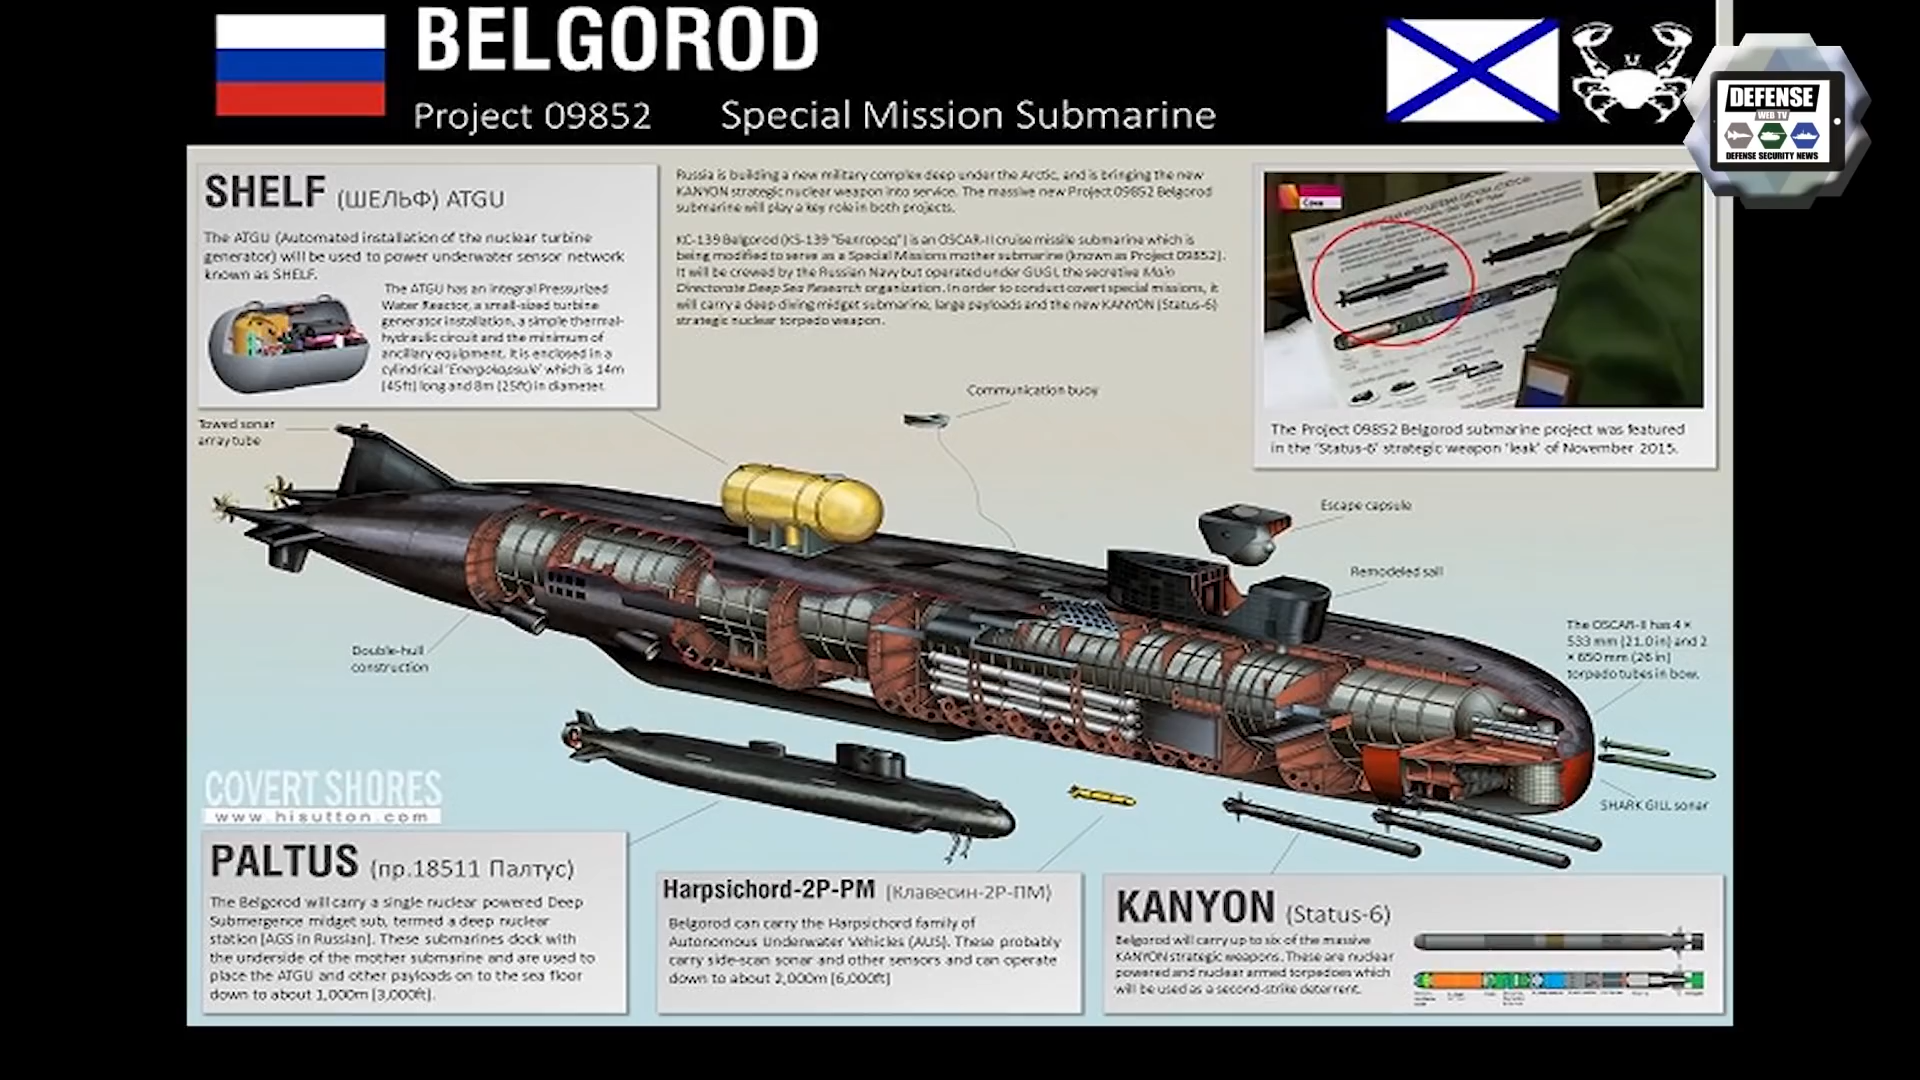 BELGOROD
Project 09852 Special Mission Submarine
DEFENSE
WEB TV
DEFENSE SECURITY NEWS
SHELF (ШЕЛЬФ) ATGU
The ATGU (Automated installation of the nuclear turbine
generator) will be used to power underwater sensor network
known as SHELF.
The ATGU has an integral Pressurized
Water Reactor, a small-sized turbine
generator installation, a simple thermal-
hydraulic circuit and the minimum of
ancillary equipment. It is enclosed in a
cylindrical 'Energokapsule' which is 14m
(45ft) long and 8m (25ft) in diameter.
Russia is building a new military complex deep under the Arctic, and is bringing the new
KANYON strategic nuclear weapon into service. The massive new Project 09852 Belgorod
submarine will play a key role in both projects.
KC-139 Belgorod (KS-139 "Белгород") is an OSCAR-II cruise missile submarine which is
being modified to serve as a Special Missions mother submarine (known as Project 09852).
It will be crewed by the Russian Navy but operated under GUGI, the secretive Main
Directorate Deep Sea Research organization. In order to conduct covert special missions, it
will carry a deep diving midget submarine, large payloads and the new KANYON (Status-6)
strategic nuclear torpedo weapon.
Сочи
The Project 09852 Belgorod submarine project was featured
in the 'Status-6' strategic weapon 'leak' of November 2015.
Towed sonar
array tube
Communication buoy
Escape capsule
Remodeled sail
Double-hull
construction
The OSCAR-II has 4 ×
533 mm (21.0 in) and 2
× 650 mm (26 in)
torpedo tubes in bow.
SHARK GILL sonar
COVERT SHORES
www.hisutton.com
PALTUS (пр.18511 Палтус)
The Belgorod will carry a single nuclear powered Deep
Submergence midget sub, termed a deep nuclear
station [AGS in Russian]. These submarines dock with
the underside of the mother submarine and are used to
place the ATGU and other payloads on to the sea floor
down to about 1,000m [3,000ft].
Harpsichord-2P-PM (Клавесин-2Р-ПМ)
Belgorod can carry the Harpsichord family of
Autonomous Underwater Vehicles (AUS). These probably
carry side-scan sonar and other sensors and can operate
down to about 2,000m [6,000ft]
KANYON (Status-6)
Belgorod will carry up to six of the massive
KANYON strategic weapons. These are nuclear
powered and nuclear armed torpedoes which
will be used as a second-strike deterrent.